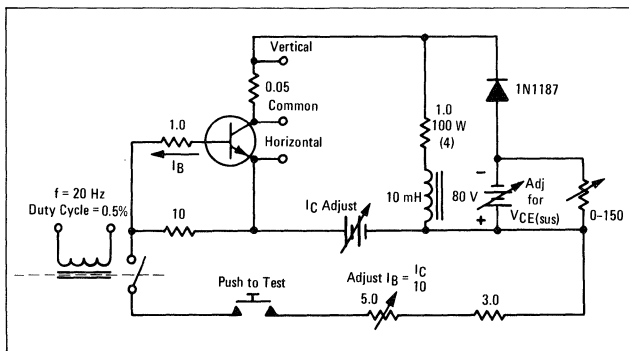 Vertical
0.05
Common
1N1187
1.0
1.0
100 W
(4)
Horizontal
I_B
f = 20 Hz
Duty Cycle = 0.5%
10 mH
80 V
−
+
Adj
for
V_CE(sus)
0–150
I_C Adjust
10
Push to Test
Adjust I_B = I_C
10
5.0
3.0